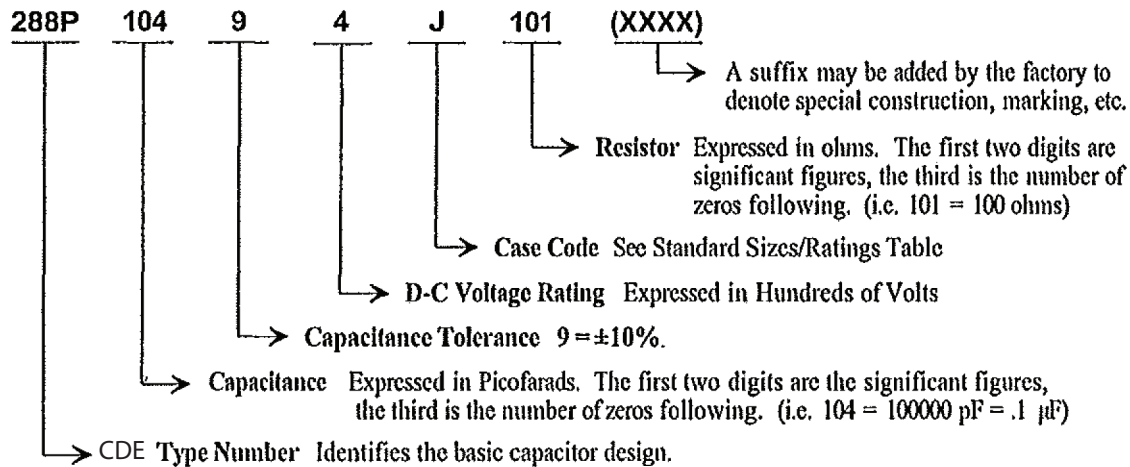 288P 104 9 4 J 101 (XXXX)
A suffix may be added by the factory to
denote special construction, marking, etc.
Resistor Expressed in ohms. The first two digits are
significant figures, the third is the number of
zeros following. (i.e. 101 = 100 ohms)
Case Code See Standard Sizes/Ratings Table
D-C Voltage Rating Expressed in Hundreds of Volts
Capacitance Tolerance 9 = ±10%.
Capacitance Expressed in Picofarads. The first two digits are the significant figures,
the third is the number of zeros following. (i.e. 104 = 100000 pF = .1 µF)
CDE Type Number Identifies the basic capacitor design.